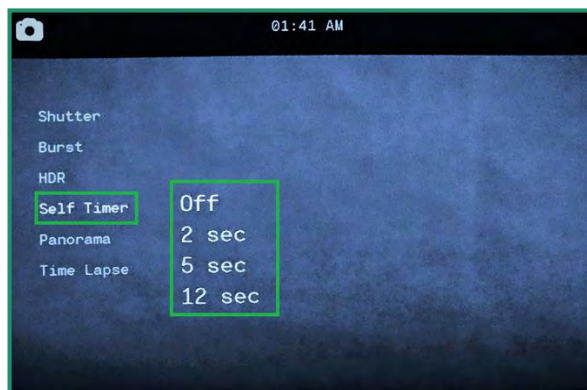 01:41 AM
Shutter
Burst
HDR
Self Timer
Panorama
Time Lapse
Off
2 sec
5 sec
12 sec